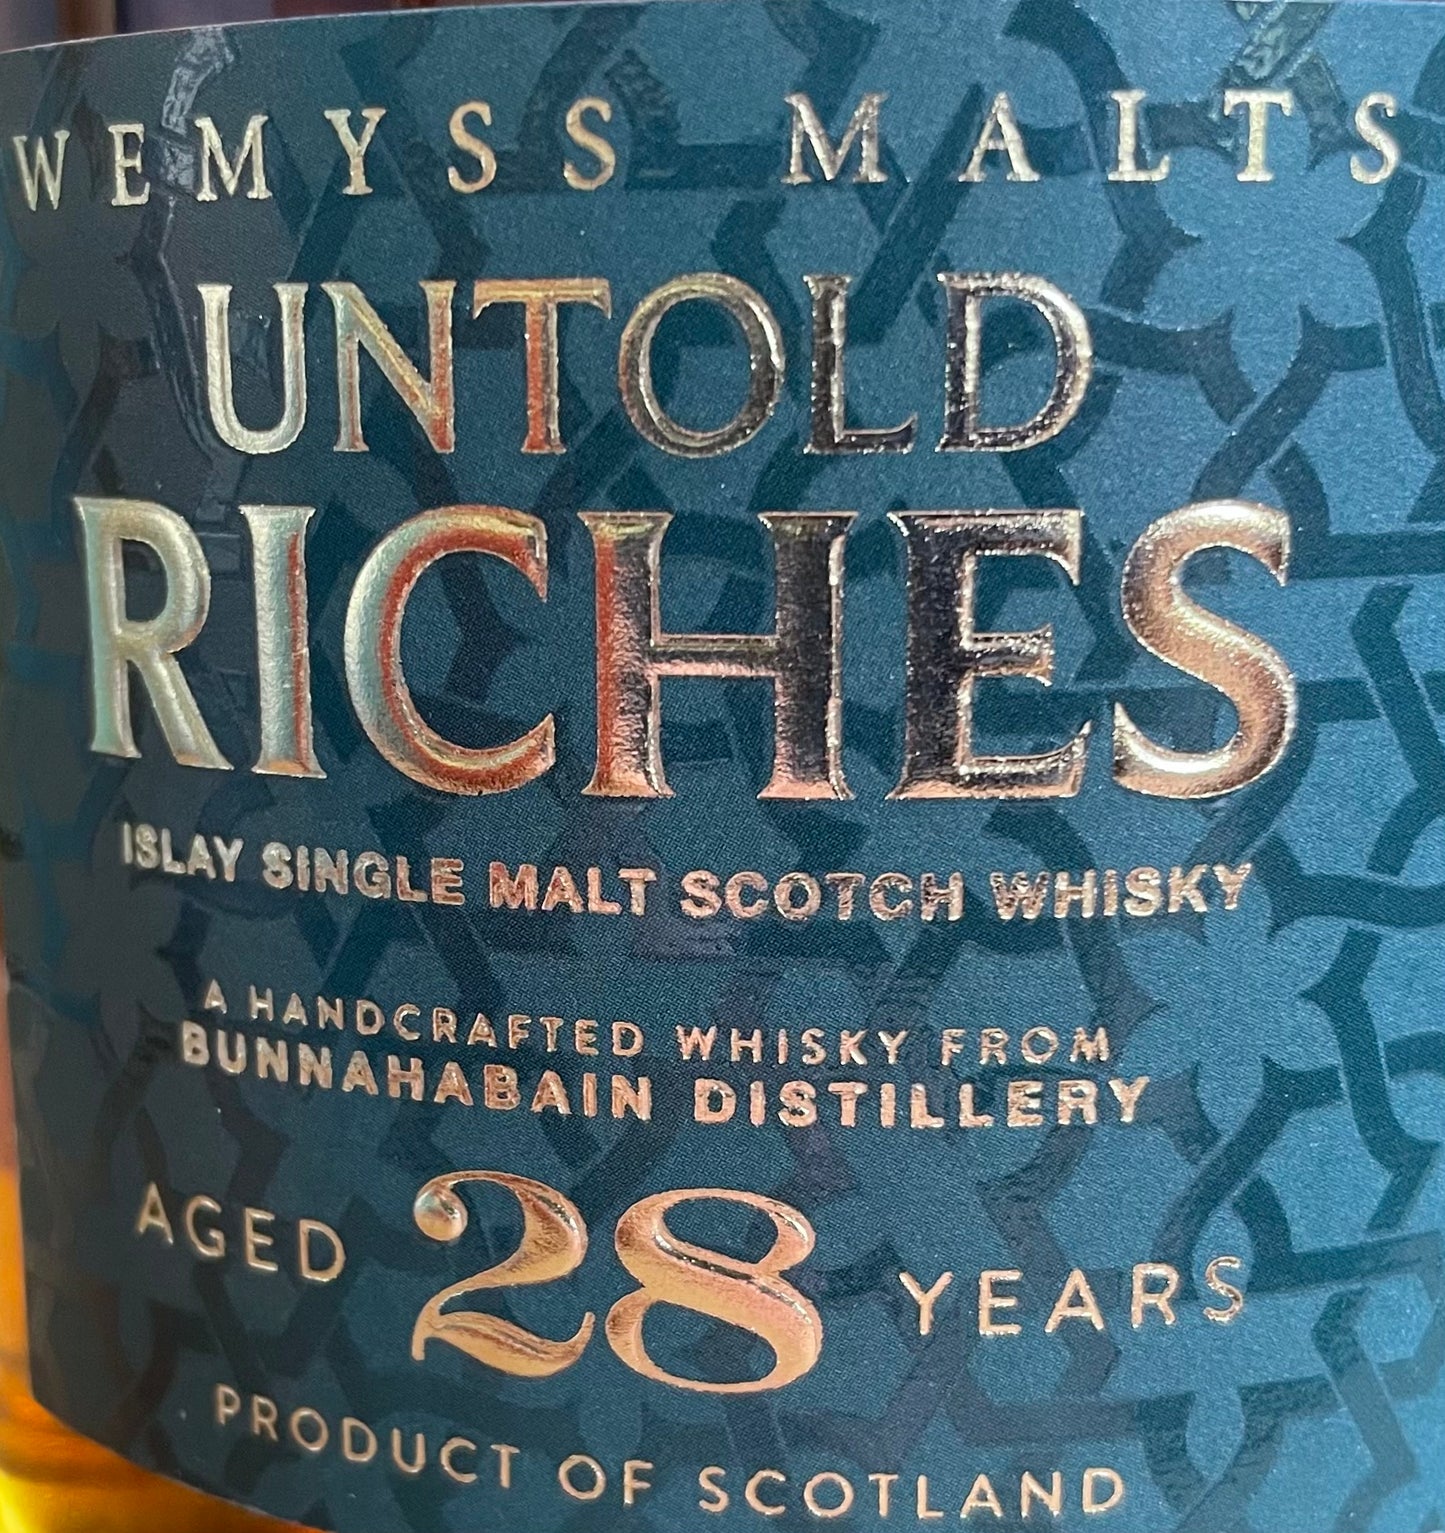 WEMYSS MALTS
UNTOLD
RICHES
ISLAY SINGLE MALT SCOTCH WHISKY
A HANDCRAFTED WHISKY FROM
BUNNAHABAIN DISTILLERY
AGED 28 YEARS
PRODUCT OF SCOTLAND